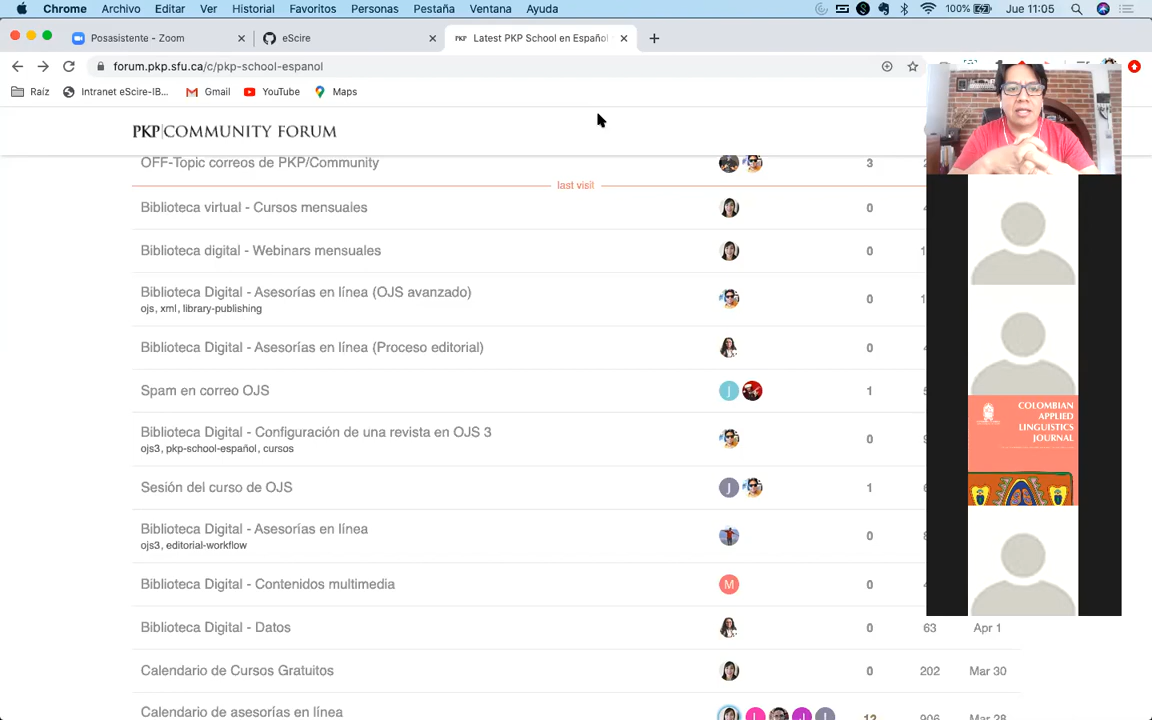 Chrome Archivo Editar Ver Historial Favoritos Personas Pestaña Ventana Ayuda 100% Jue 11:05
Posasistente - Zoom eScire PKP Latest PKP School en Español
forum.pkp.sfu.ca/c/pkp-school-espanol
Raíz Intranet eScire-IB... Gmail YouTube Maps
PKP|COMMUNITY FORUM
OFF-Topic correos de PKP/Community 3
last visit
Biblioteca virtual - Cursos mensuales 0
Biblioteca digital - Webinars mensuales 0 1
Biblioteca Digital - Asesorías en línea (OJS avanzado) 0 1
ojs, xml, library-publishing
Biblioteca Digital - Asesorías en línea (Proceso editorial) 0
Spam en correo OJS J 1
COLOMBIAN
APPLIED
LINGUISTICS
JOURNAL
Biblioteca Digital - Configuración de una revista en OJS 3 0
ojs3, pkp-school-español, cursos
Sesión del curso de OJS J 1
Biblioteca Digital - Asesorías en línea 0
ojs3, editorial-workflow
Biblioteca Digital - Contenidos multimedia M 0
Biblioteca Digital - Datos 0 63 Apr 1
Calendario de Cursos Gratuitos 0 202 Mar 30
Calendario de asesorías en línea 12 906 Mar 28